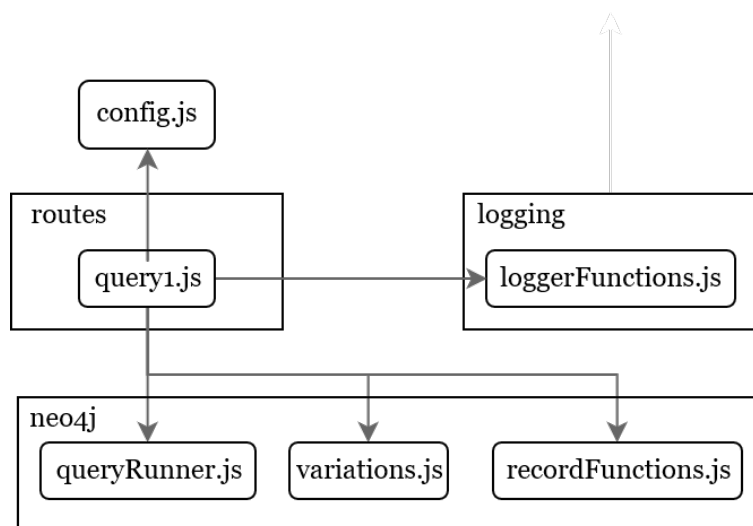 config.js
routes
logging
query1.js
loggerFunctions.js
neo4j
queryRunner.js
variations.js
recordFunctions.js